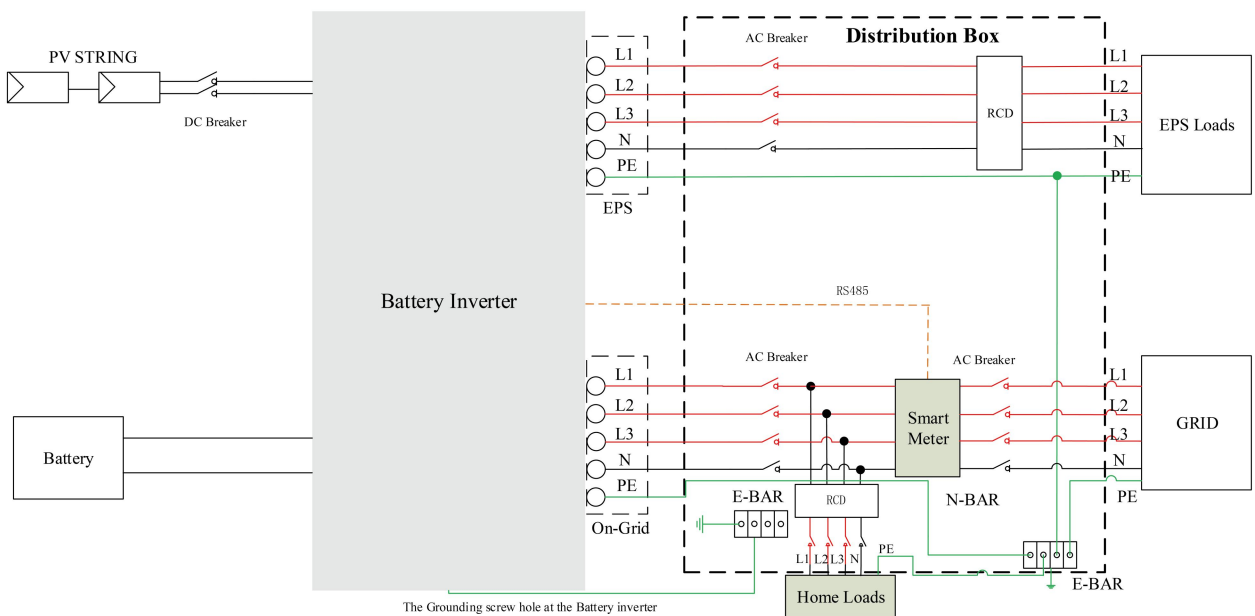 PV STRING
DC Breaker
Battery
Battery Inverter
L1
L2
L3
N
PE
EPS
AC Breaker
Distribution Box
RCD
L1
L2
L3
N
PE
EPS Loads
RS485
L1
L2
L3
N
PE
On-Grid
AC Breaker
AC Breaker
Smart
Meter
L1
L2
L3
N
PE
GRID
N-BAR
E-BAR
RCD
L1
L2
L3
N
PE
Home Loads
E-BAR
The Grounding screw hole at the Battery inverter